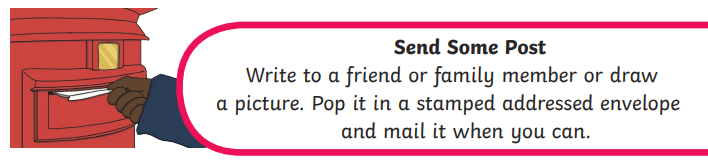 Send Some Post
Write to a friend or family member or draw
a picture. Pop it in a stamped addressed envelope
and mail it when you can.